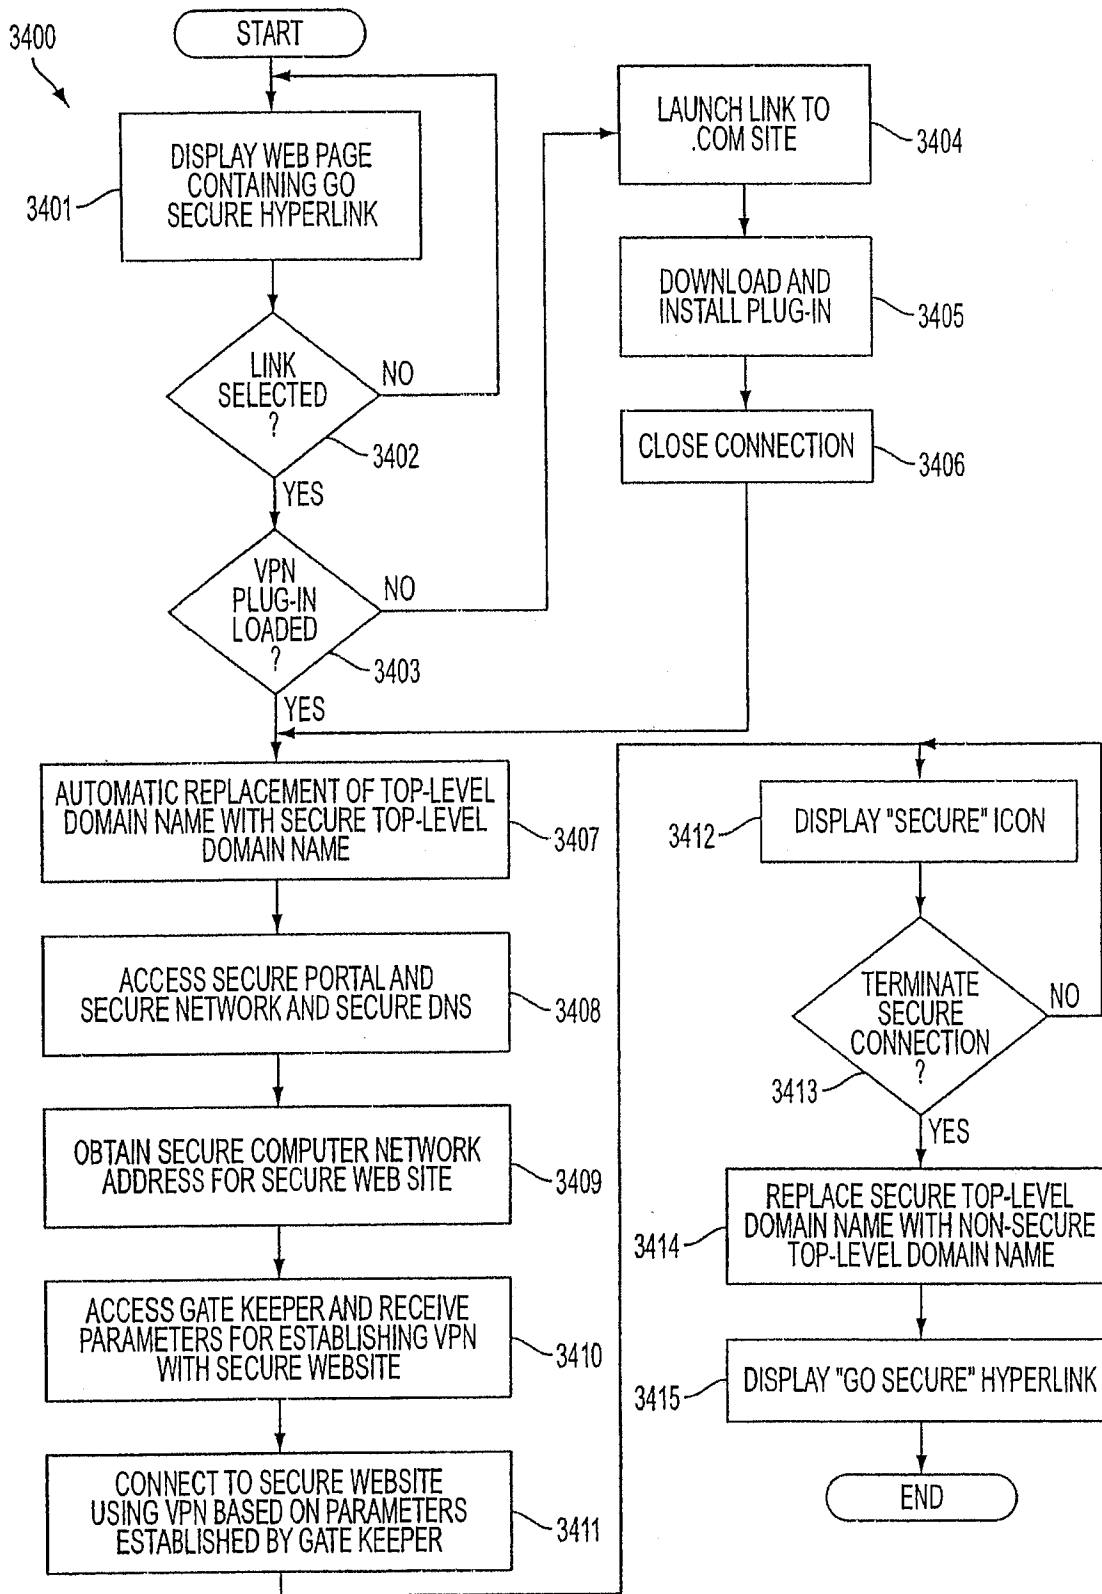 3400
START
DISPLAY WEB PAGE
CONTAINING GO
SECURE HYPERLINK
3401
LINK
SELECTED
?
NO
3402
YES
VPN
PLUG-IN
LOADED
?
NO
3403
YES
LAUNCH LINK TO
.COM SITE
3404
DOWNLOAD AND
INSTALL PLUG-IN
3405
CLOSE CONNECTION
3406
AUTOMATIC REPLACEMENT OF TOP-LEVEL
DOMAIN NAME WITH SECURE TOP-LEVEL
DOMAIN NAME
3407
ACCESS SECURE PORTAL AND
SECURE NETWORK AND SECURE DNS
3408
OBTAIN SECURE COMPUTER NETWORK
ADDRESS FOR SECURE WEB SITE
3409
ACCESS GATE KEEPER AND RECEIVE
PARAMETERS FOR ESTABLISHING VPN
WITH SECURE WEBSITE
3410
CONNECT TO SECURE WEBSITE
USING VPN BASED ON PARAMETERS
ESTABLISHED BY GATE KEEPER
3411
DISPLAY "SECURE" ICON
3412
TERMINATE
SECURE
CONNECTION
?
NO
3413
YES
REPLACE SECURE TOP-LEVEL
DOMAIN NAME WITH NON-SECURE
TOP-LEVEL DOMAIN NAME
3414
DISPLAY "GO SECURE" HYPERLINK
3415
END